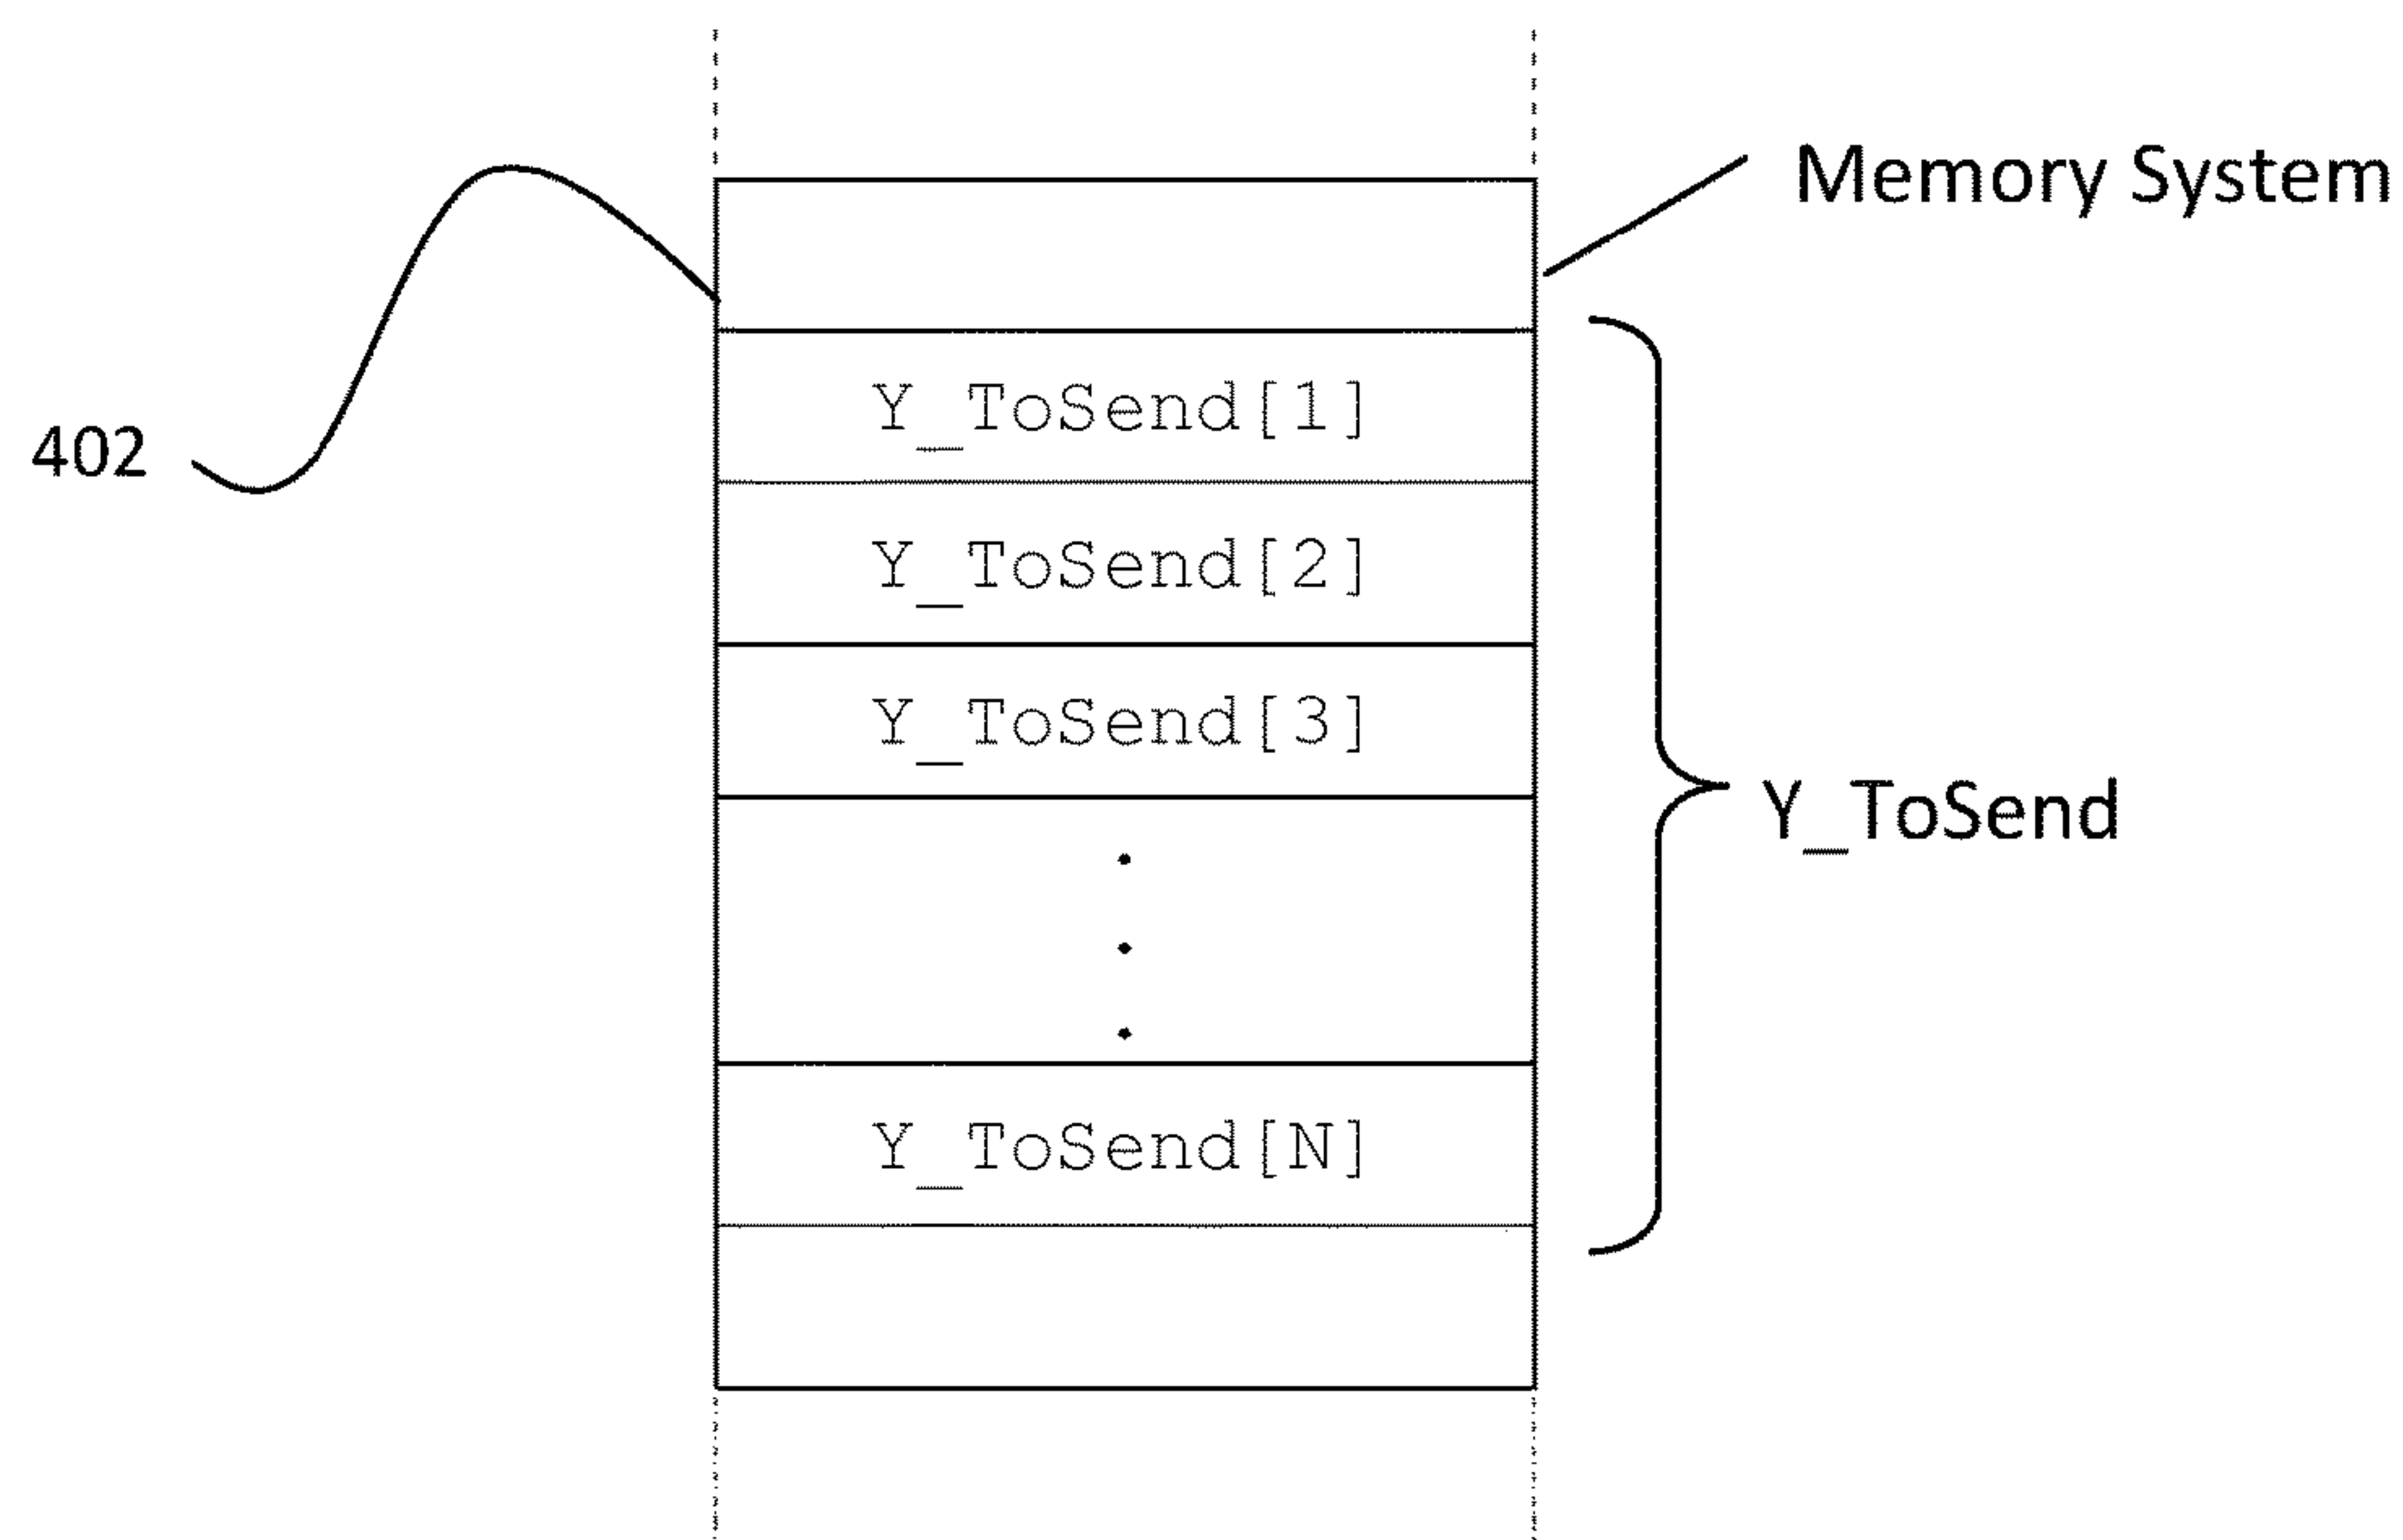 Memory System
402
Y_ToSend[1]
Y_ToSend[2]
Y_ToSend[3]
Y_ToSend
Y_ToSend[N]